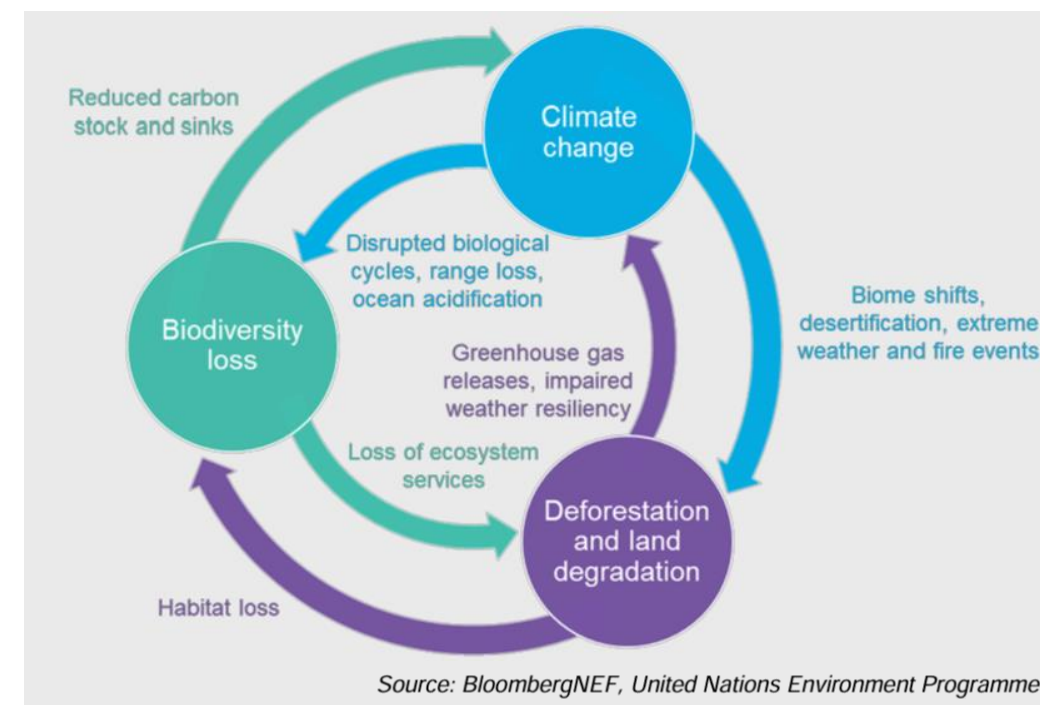 Reduced carbon
stock and sinks
Climate
change
Disrupted biological
cycles, range loss,
ocean acidification
Biome shifts,
desertification, extreme
weather and fire events
Biodiversity
loss
Greenhouse gas
releases, impaired
weather resiliency
Loss of ecosystem
services
Deforestation
and land
degradation
Habitat loss
Source: BloombergNEF, United Nations Environment Programme